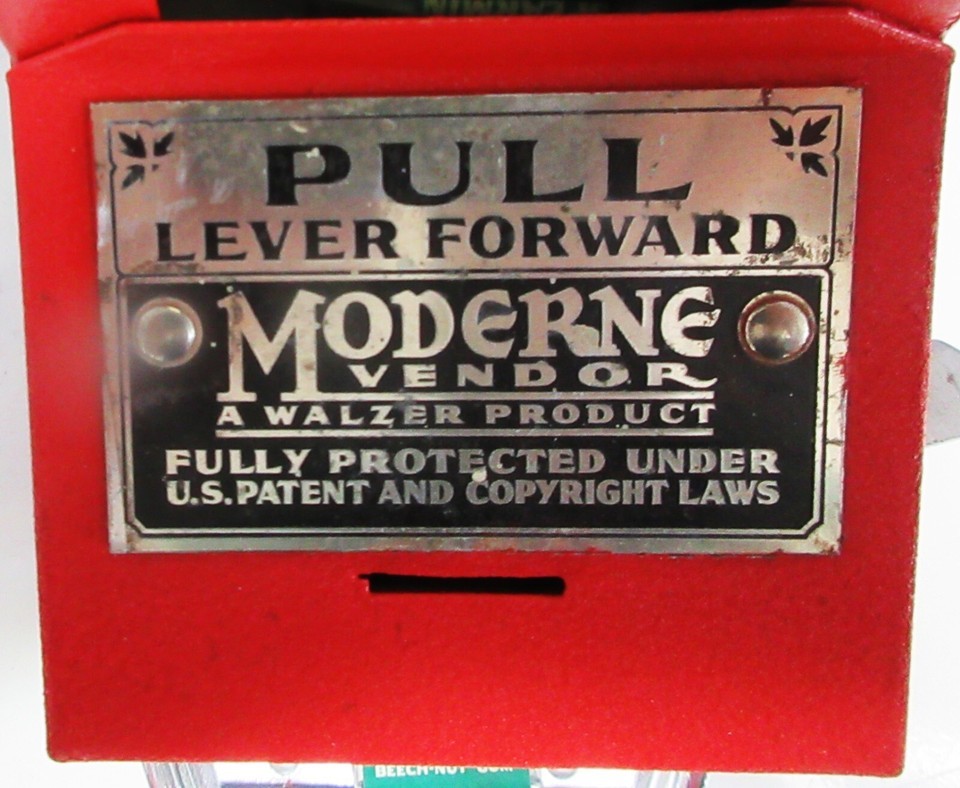 PULL
LEVER FORWARD
MODERNE
VENDOR
A WALZER PRODUCT
FULLY PROTECTED UNDER
U.S. PATENT AND COPYRIGHT LAWS
BEECH-NUT GUM